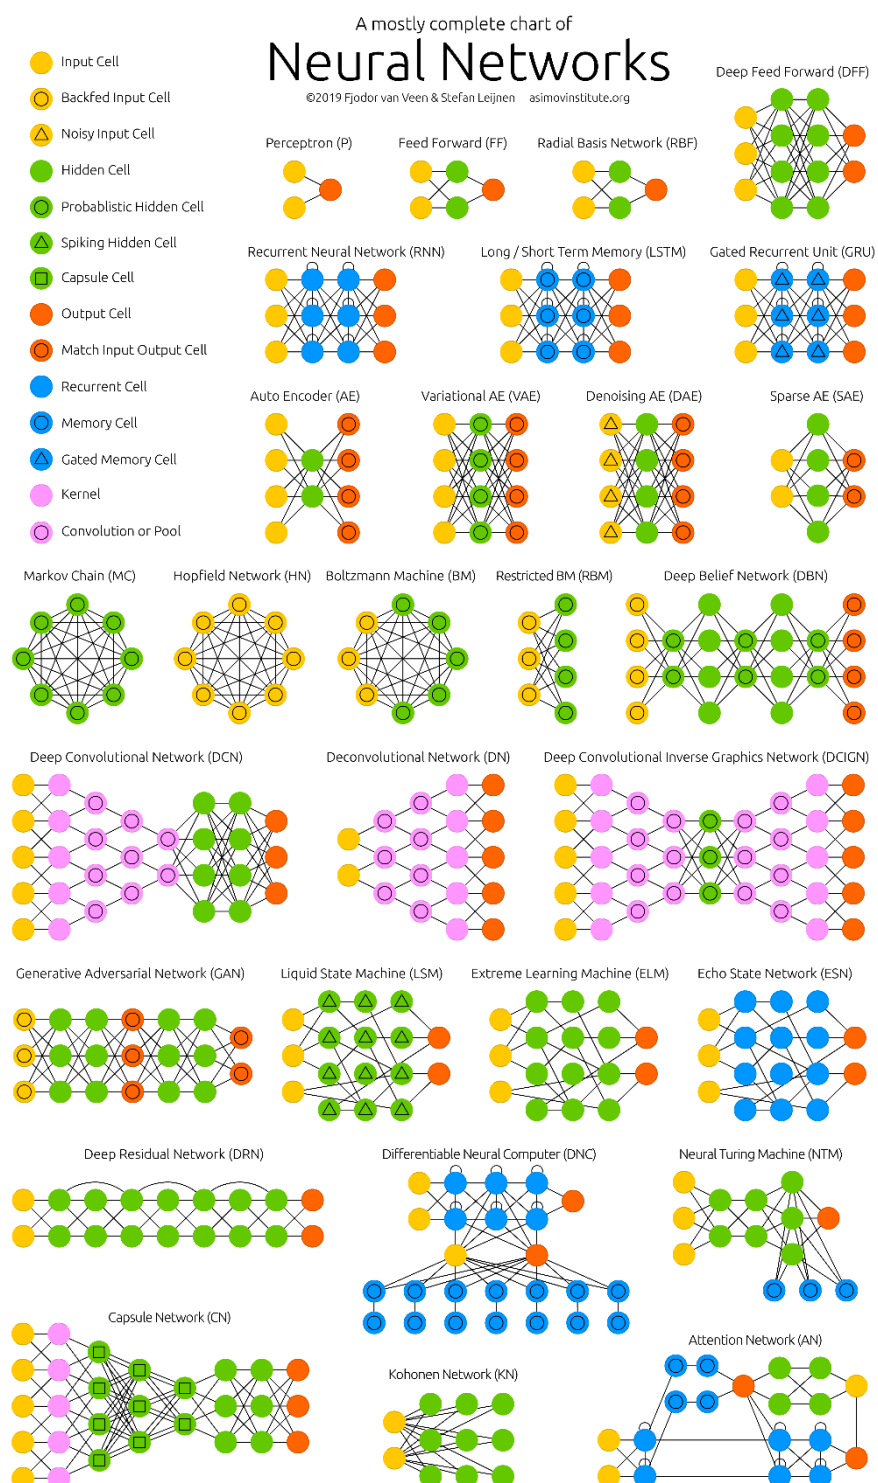 A mostly complete chart of
Neural Networks
©2019 Fjodor van Veen & Stefan Leijnen asimovinstitute.org
Input Cell
Backfed Input Cell
Noisy Input Cell
Hidden Cell
Probablistic Hidden Cell
Spiking Hidden Cell
Capsule Cell
Output Cell
Match Input Output Cell
Recurrent Cell
Memory Cell
Gated Memory Cell
Kernel
Convolution or Pool
Deep Feed Forward (DFF)
Perceptron (P)
Feed Forward (FF)
Radial Basis Network (RBF)
Recurrent Neural Network (RNN)
Long / Short Term Memory (LSTM)
Gated Recurrent Unit (GRU)
Auto Encoder (AE)
Variational AE (VAE)
Denoising AE (DAE)
Sparse AE (SAE)
Markov Chain (MC)
Hopfield Network (HN)
Boltzmann Machine (BM)
Restricted BM (RBM)
Deep Belief Network (DBN)
Deep Convolutional Network (DCN)
Deconvolutional Network (DN)
Deep Convolutional Inverse Graphics Network (DCIGN)
Generative Adversarial Network (GAN)
Liquid State Machine (LSM)
Extreme Learning Machine (ELM)
Echo State Network (ESN)
Deep Residual Network (DRN)
Differentiable Neural Computer (DNC)
Neural Turing Machine (NTM)
Capsule Network (CN)
Kohonen Network (KN)
Attention Network (AN)